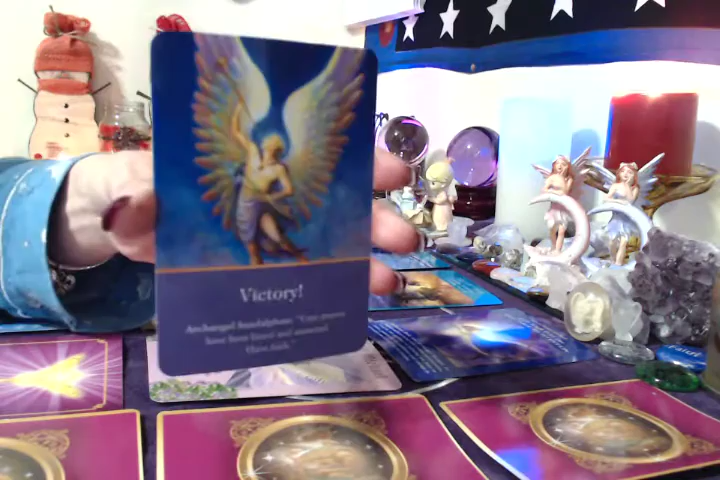 Victory!
Archangel Sandalphon: "Your prayers
have been heard and answered.
Have faith."